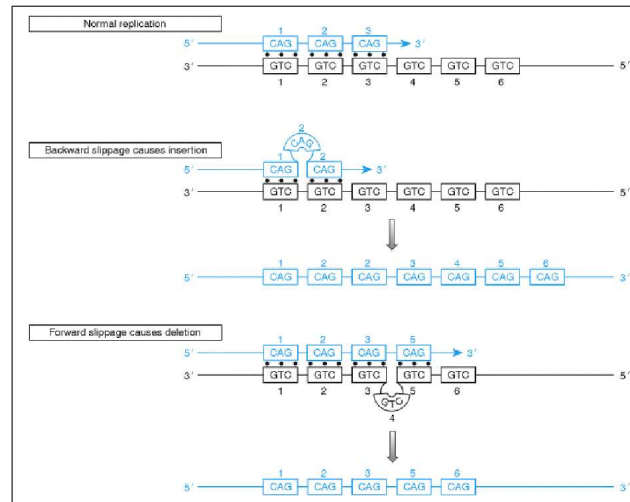 Normal replication
1 2 3
5′ CAG CAG CAG 3′
3′ GTC GTC GTC GTC GTC GTC 5′
1 2 3 4 5 6
Backward slippage causes insertion
2
CAG
1 2
5′ CAG CAG 3′
3′ GTC GTC GTC GTC GTC GTC 5′
1 2 3 4 5 6
1 2 2 3 4 5 6
5′ CAG CAG CAG CAG CAG CAG CAG 3′
Forward slippage causes deletion
1 2 3 5
5′ CAG CAG CAG CAG 3′
3′ GTC GTC GTC GTC GTC 5′
1 2 3 5 6
GTC
4
1 2 3 5 6
5′ CAG CAG CAG CAG CAG 3′